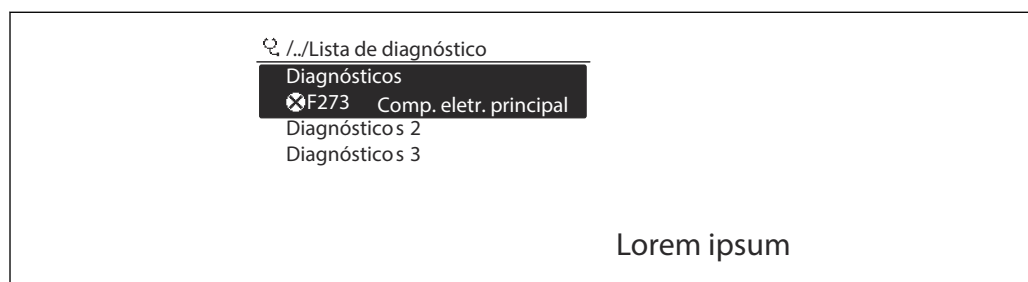 /../Lista de diagnóstico
Diagnósticos
F273 Comp. eletr. principal
Diagnósticos 2
Diagnósticos 3
Lorem ipsum